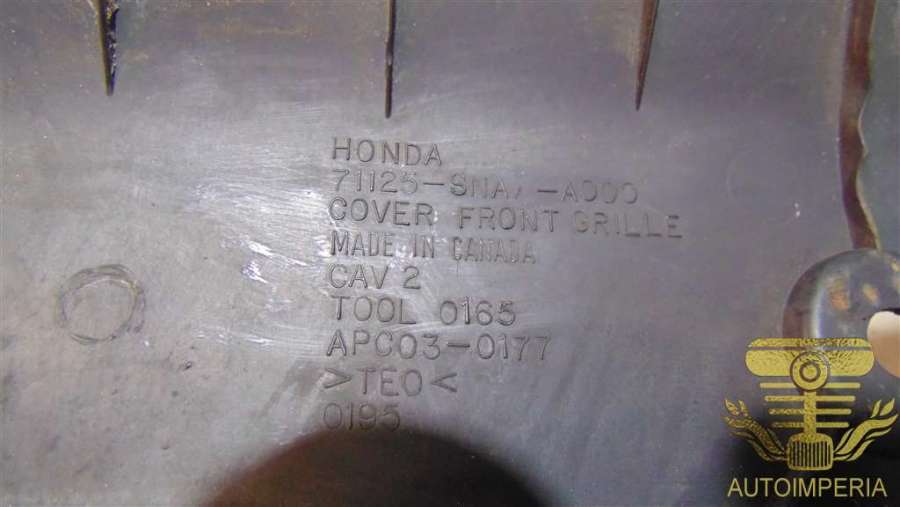 HONDA
COVER FRONT GRILLE
MADE IN CANADA
CAV 2
TOOL 0165
APC03-0177
>TEO<
0195
AUTOIMPERIA